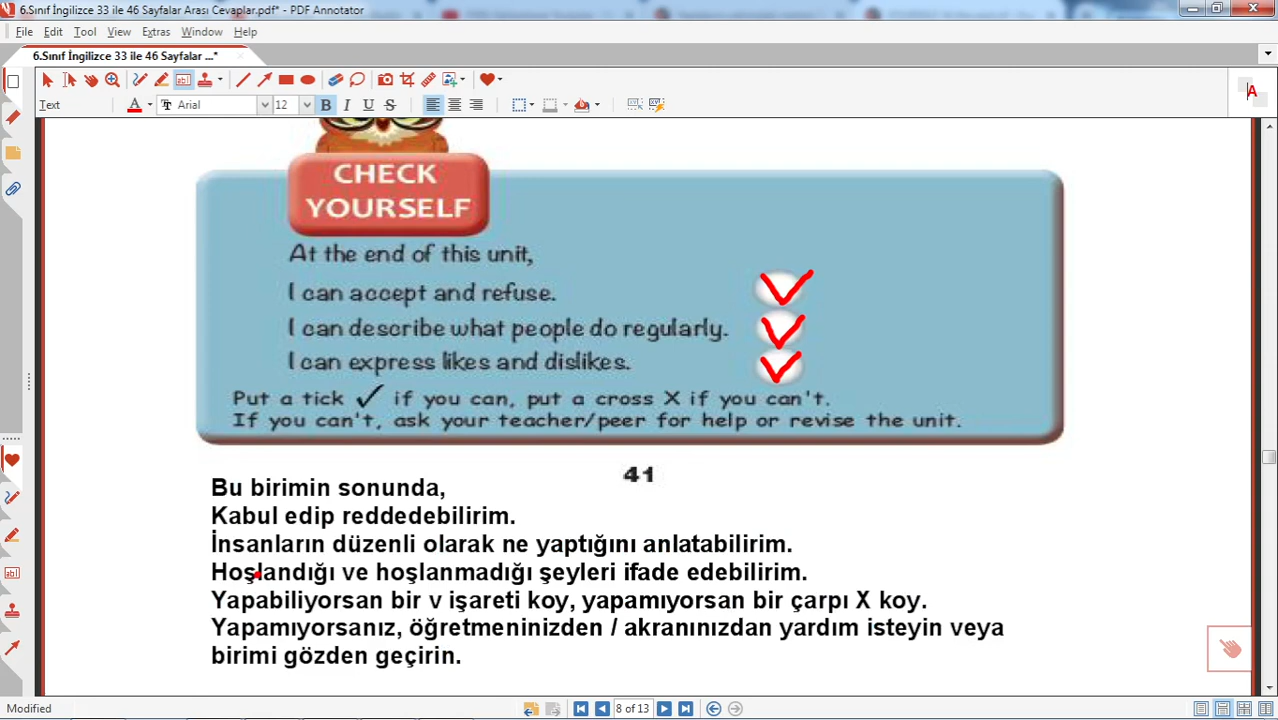 6.Sınıf İngilizce 33 ile 46 Sayfalar Arası Cevaplar.pdf* - PDF Annotator
File Edit Tool View Extras Window Help
6.Sınıf İngilizce 33 ile 46 Sayfalar ...*
Text
A
Arial
12
B I U S
A
CHECK
YOURSELF
At the end of this unit,
I can accept and refuse.
I can describe what people do regularly.
I can express likes and dislikes.
Put a tick ✓ if you can, put a cross X if you can't.
If you can't, ask your teacher/peer for help or revise the unit.
41
Bu birimin sonunda,
Kabul edip reddedebilirim.
İnsanların düzenli olarak ne yaptığını anlatabilirim.
Hoşlandığı ve hoşlanmadığı şeyleri ifade edebilirim.
Yapabiliyorsan bir v işareti koy, yapamıyorsan bir çarpı X koy.
Yapamıyorsanız, öğretmeninizden / akranınızdan yardım isteyin veya
birimi gözden geçirin.
Modified
8 of 13